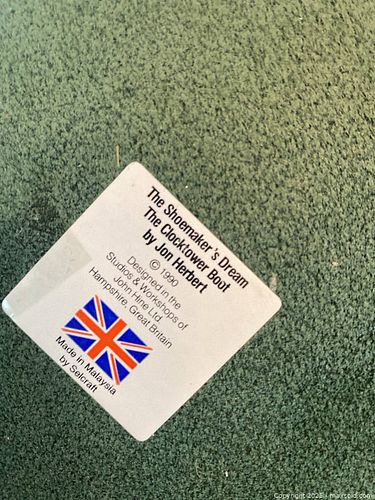 The Shoemaker's Dream
The Clocktower Boot
by Jon Herbert
© 1990
Designed in the
Studios & Workshops of
John Hine Ltd.
Hampshire, Great Britain
Made in Malaysia
by Selcraft